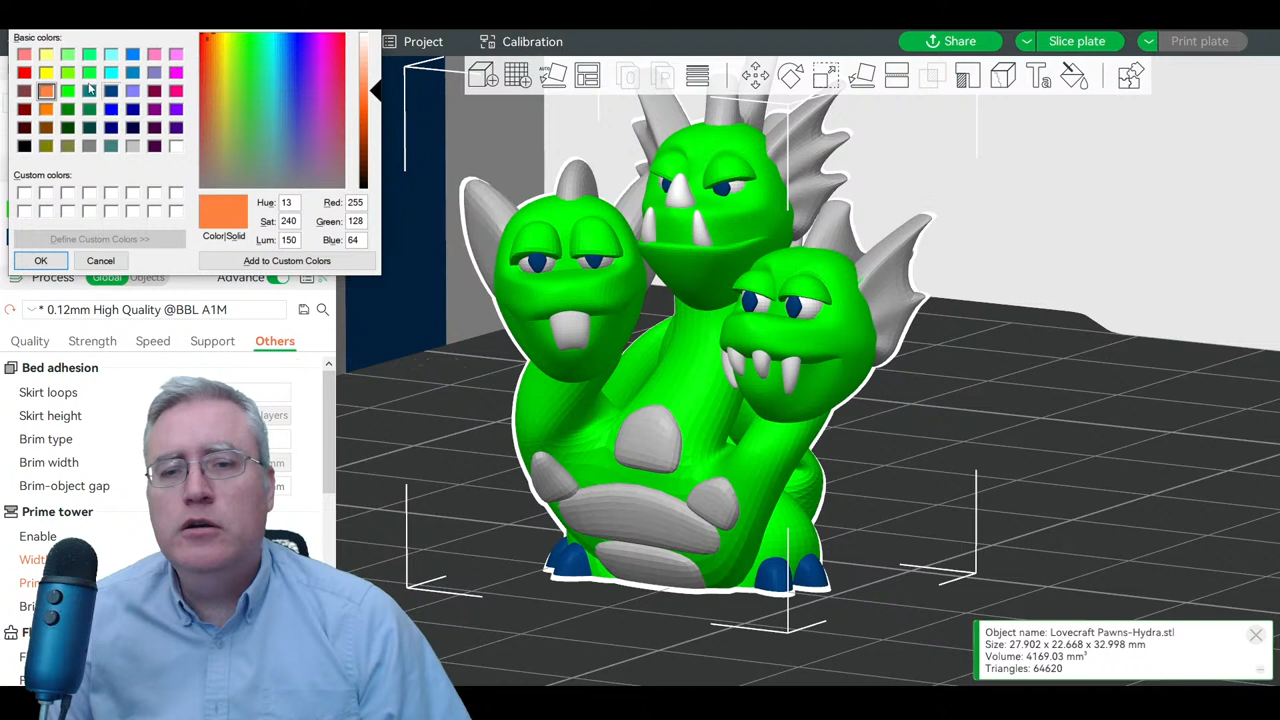 Basic colors:
Custom colors:
Define Custom Colors >>
OK
Cancel
Color|Solid
Hue: 13
Sat: 240
Lum: 150
Red: 255
Green: 128
Blue: 64
Add to Custom Colors
Project
Calibration
Share
Slice plate
Print plate
AUTO
Process
Global
Objects
Advance
* 0.12mm High Quality @BBL A1M
Quality
Strength
Speed
Support
Others
Bed adhesion
Skirt loops
Skirt height
layers
Brim type
Brim width
Brim-object gap
Prime tower
Enable
Object name: Lovecraft Pawns-Hydra.stl
Size: 27.902 x 22.668 x 32.998 mm
Volume: 4169.03 mm³
Triangles: 64620